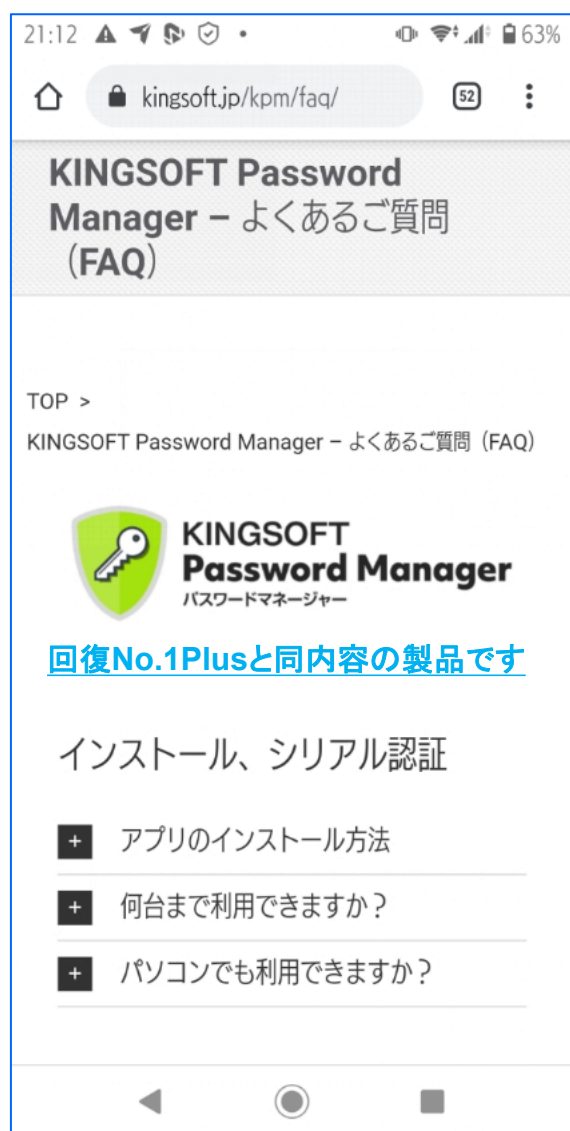 21:12
63%
kingsoft.jp/kpm/faq/
52
KINGSOFT Password
Manager – よくあるご質問
（FAQ）
TOP >
KINGSOFT Password Manager – よくあるご質問（FAQ）
KINGSOFT
Password Manager
パスワードマネージャー
回復No.1Plusと同内容の製品です
インストール、シリアル認証
+ アプリのインストール方法
+ 何台まで利用できますか？
+ パソコンでも利用できますか？